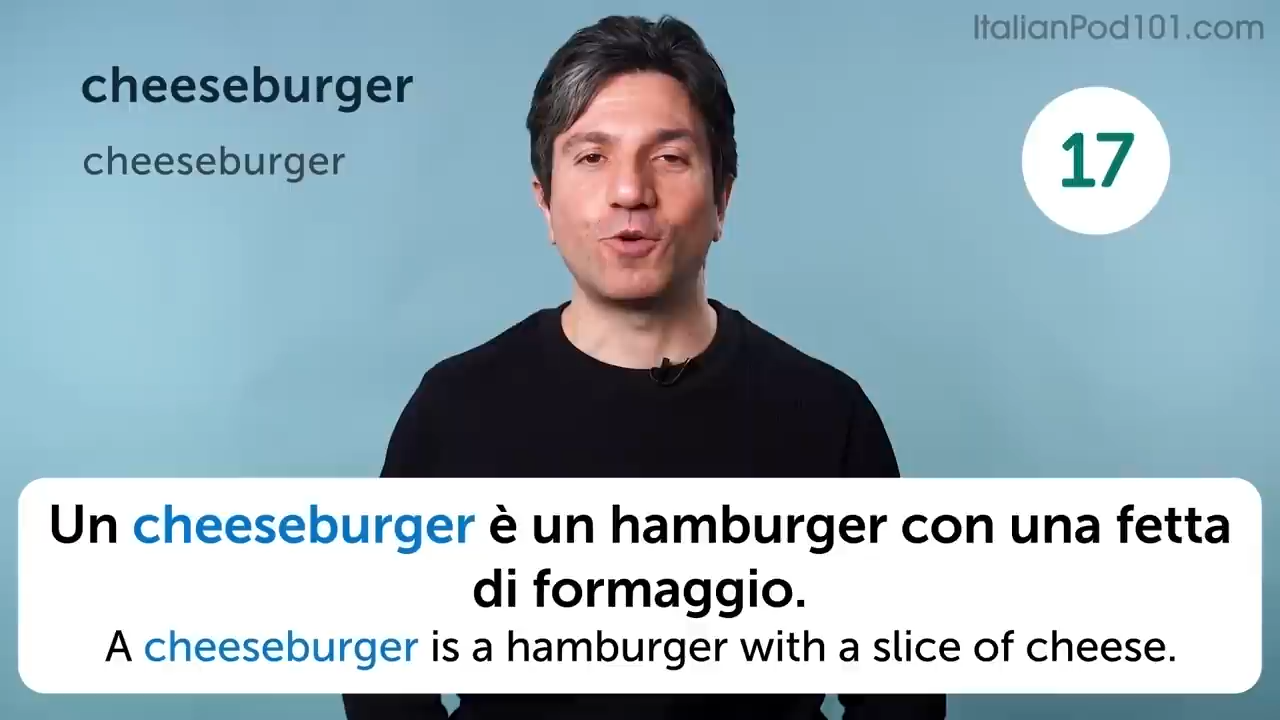 ItalianPod101.com
cheeseburger
cheeseburger
17
Un cheeseburger è un hamburger con una fetta
di formaggio.
A cheeseburger is a hamburger with a slice of cheese.